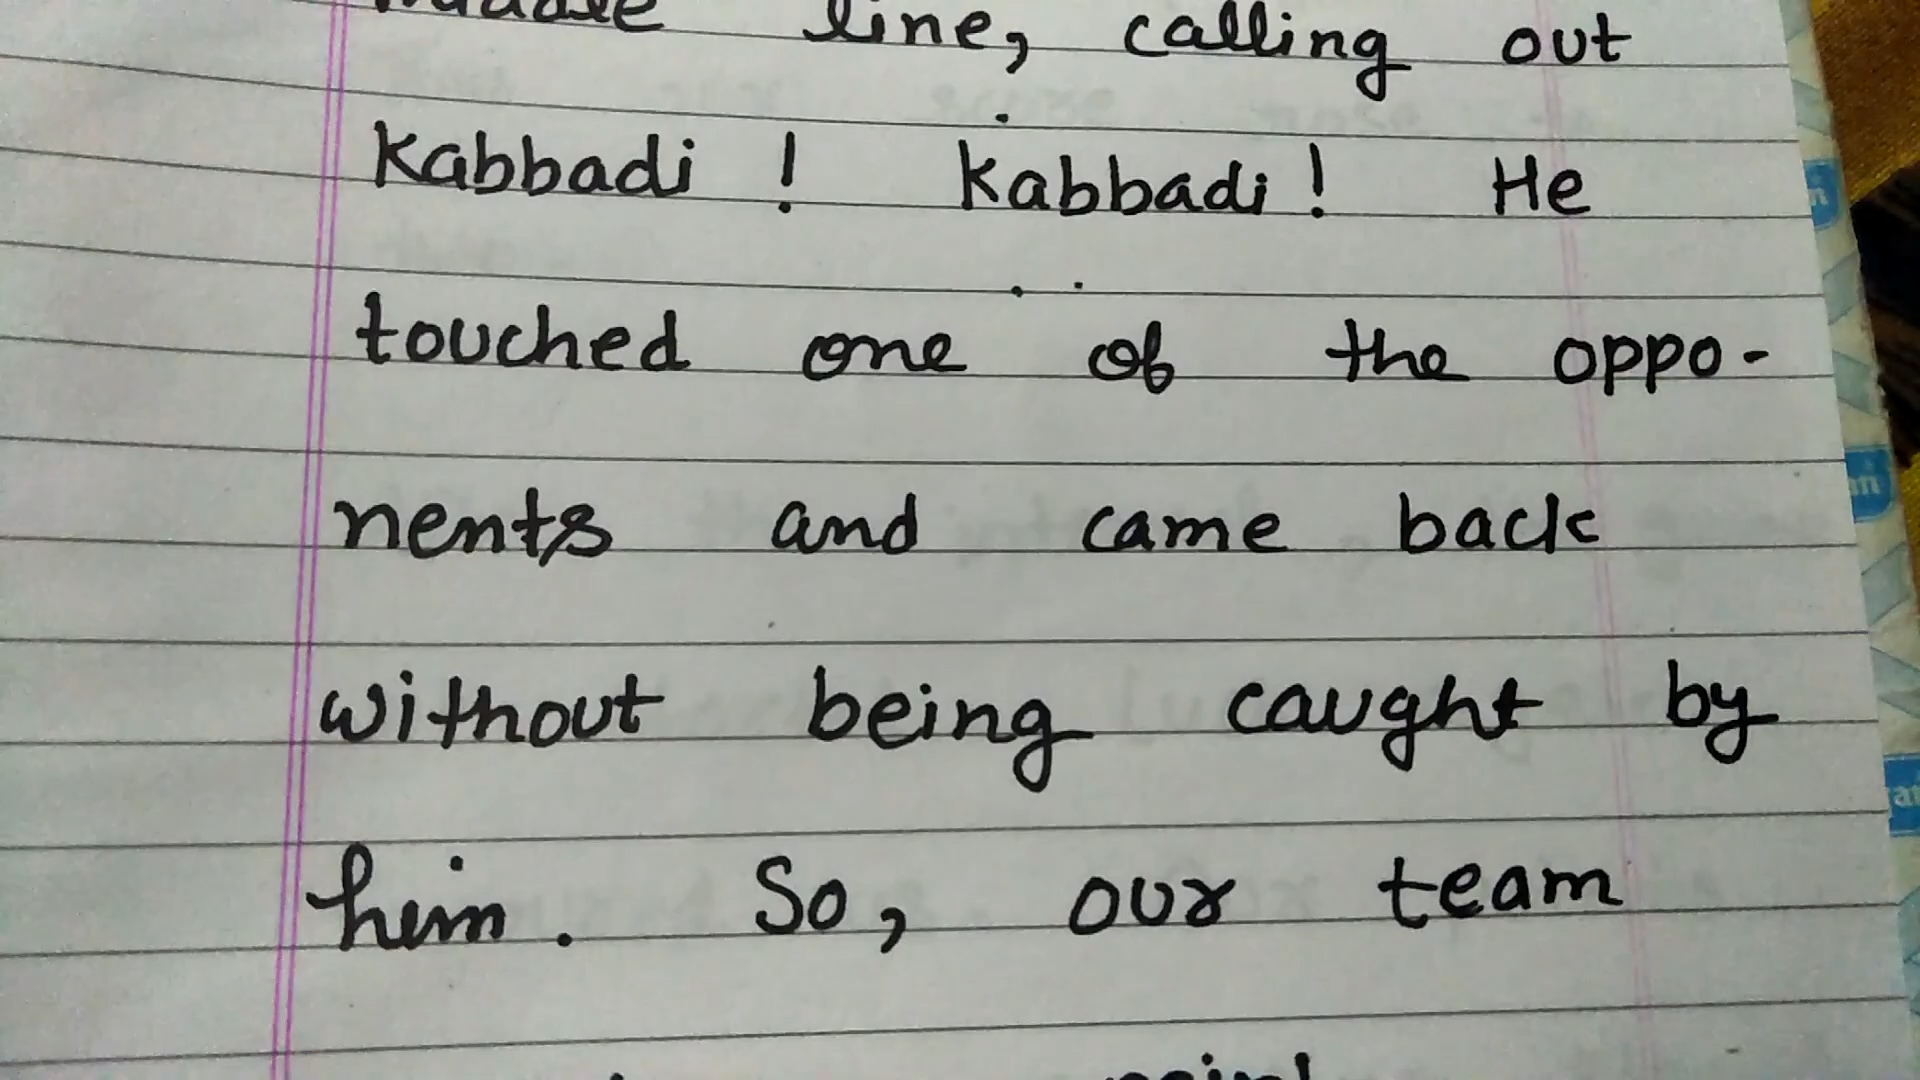 middle line, calling out
Kabbadi ! Kabbadi ! He
touched one of the oppo-
nents and came back
without being caught by
him. So, our team